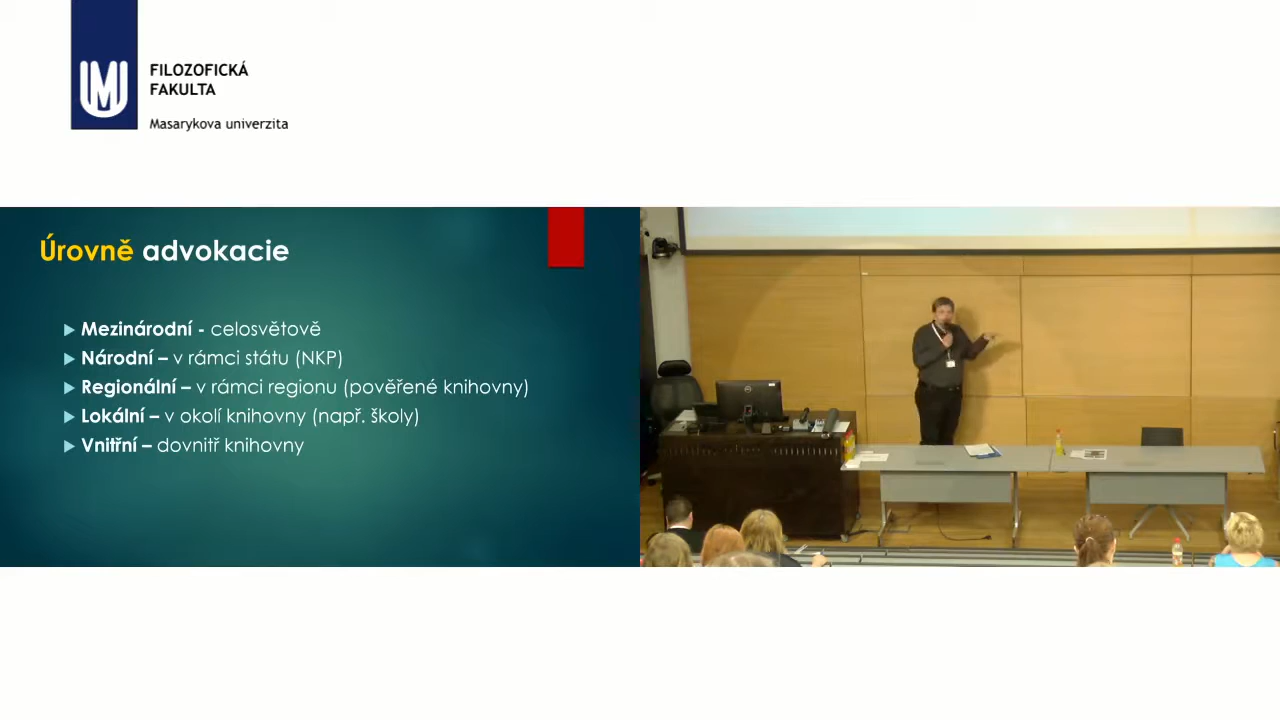 FILOZOFICKÁ
FAKULTA
Masarykova univerzita
Úrovně advokacie
Mezinárodní - celosvětově
Národní – v rámci státu (NKP)
Regionální – v rámci regionu (pověřené knihovny)
Lokální – v okolí knihovny (např. školy)
Vnitřní – dovnitř knihovny